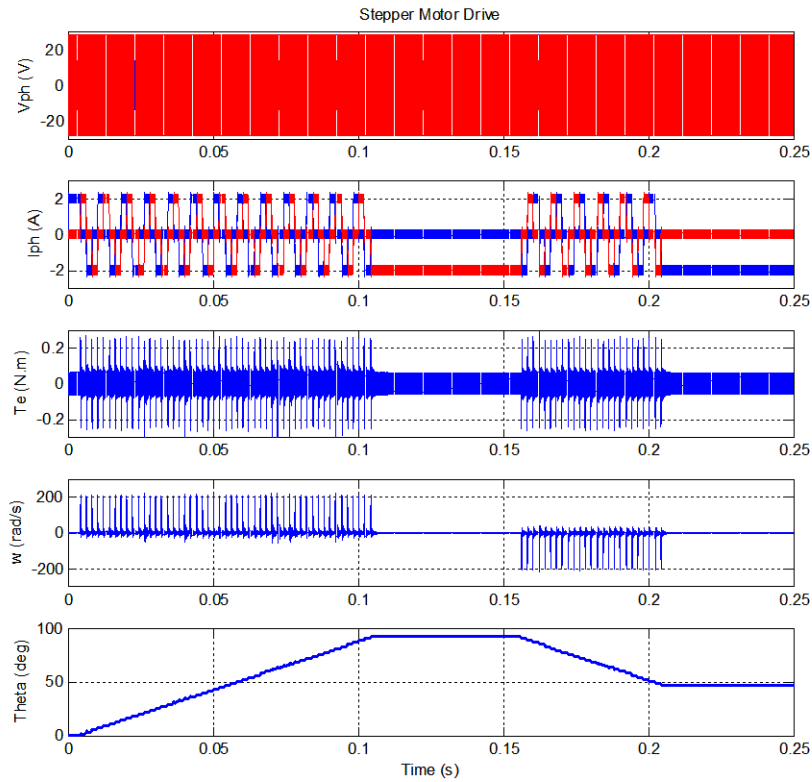 Stepper Motor Drive
Vph (V)
20
0
-20
0 0.05 0.1 0.15 0.2 0.25
Iph (A)
2
0
-2
0 0.05 0.1 0.15 0.2 0.25
Te (N.m)
0.2
0
-0.2
0 0.05 0.1 0.15 0.2 0.25
w (rad/s)
200
0
-200
0 0.05 0.1 0.15 0.2 0.25
Theta (deg)
100
50
0
0 0.05 0.1 0.15 0.2 0.25
Time (s)